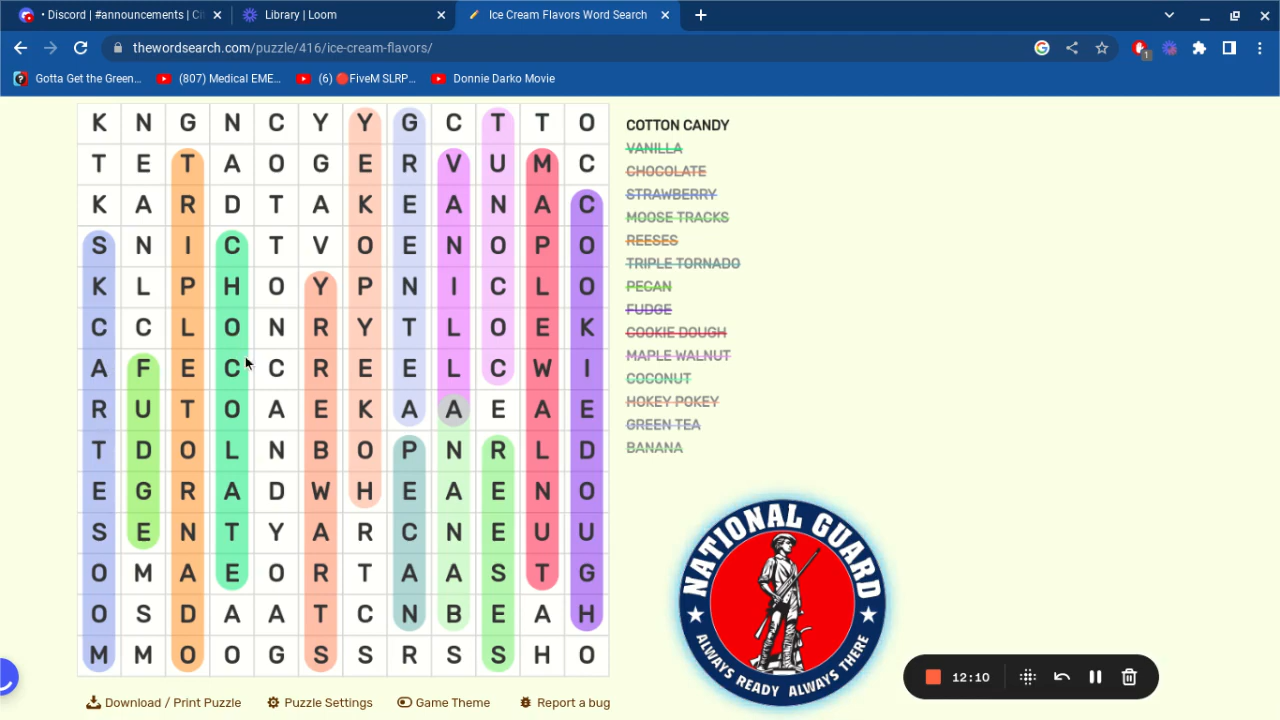 • Discord | #announcements | Ci
Library | Loom
Ice Cream Flavors Word Search
thewordsearch.com/puzzle/416/ice-cream-flavors/
1
Gotta Get the Green...
(807) Medical EME...
(6) 🔴FiveM SLRP...
Donnie Darko Movie
K N G N C Y Y G C T T O
T E T A O G E R V U M C
K A R D T A K E A N A C
S N I C T V O E N O P O
K L P H O Y P N I C L O
C C L O N R Y T L O E K
A F E C C R E E L C W I
R U T O A E K A A E A E
T D O L N B O P N R L D
E G R A D W H E A E N O
S E N T Y A R C N E U U
O M A E O R T A A S T G
O S D A A T C N B E A H
M M O O G S S R S S H O
COTTON CANDY
VANILLA
CHOCOLATE
STRAWBERRY
MOOSE TRACKS
REESES
TRIPLE TORNADO
PECAN
FUDGE
COOKIE DOUGH
MAPLE WALNUT
COCONUT
HOKEY POKEY
GREEN TEA
BANANA
NATIONAL GUARD
ALWAYS READY ALWAYS THERE
12:10
Download / Print Puzzle
Puzzle Settings
Game Theme
Report a bug